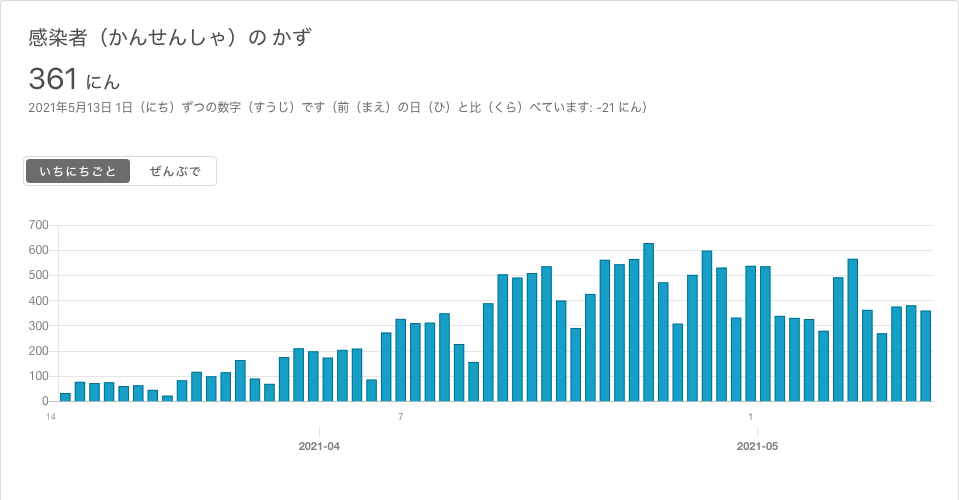 感染者（かんせんしゃ）の かず
361 にん
2021年5月13日 1日（にち）ずつの数字（すうじ）です（前（まえ）の日（ひ）と比（くら）べています: -21 にん）
いちにちごと ぜんぶで
700
600
500
400
300
200
100
0
14 7 1
2021-04 2021-05